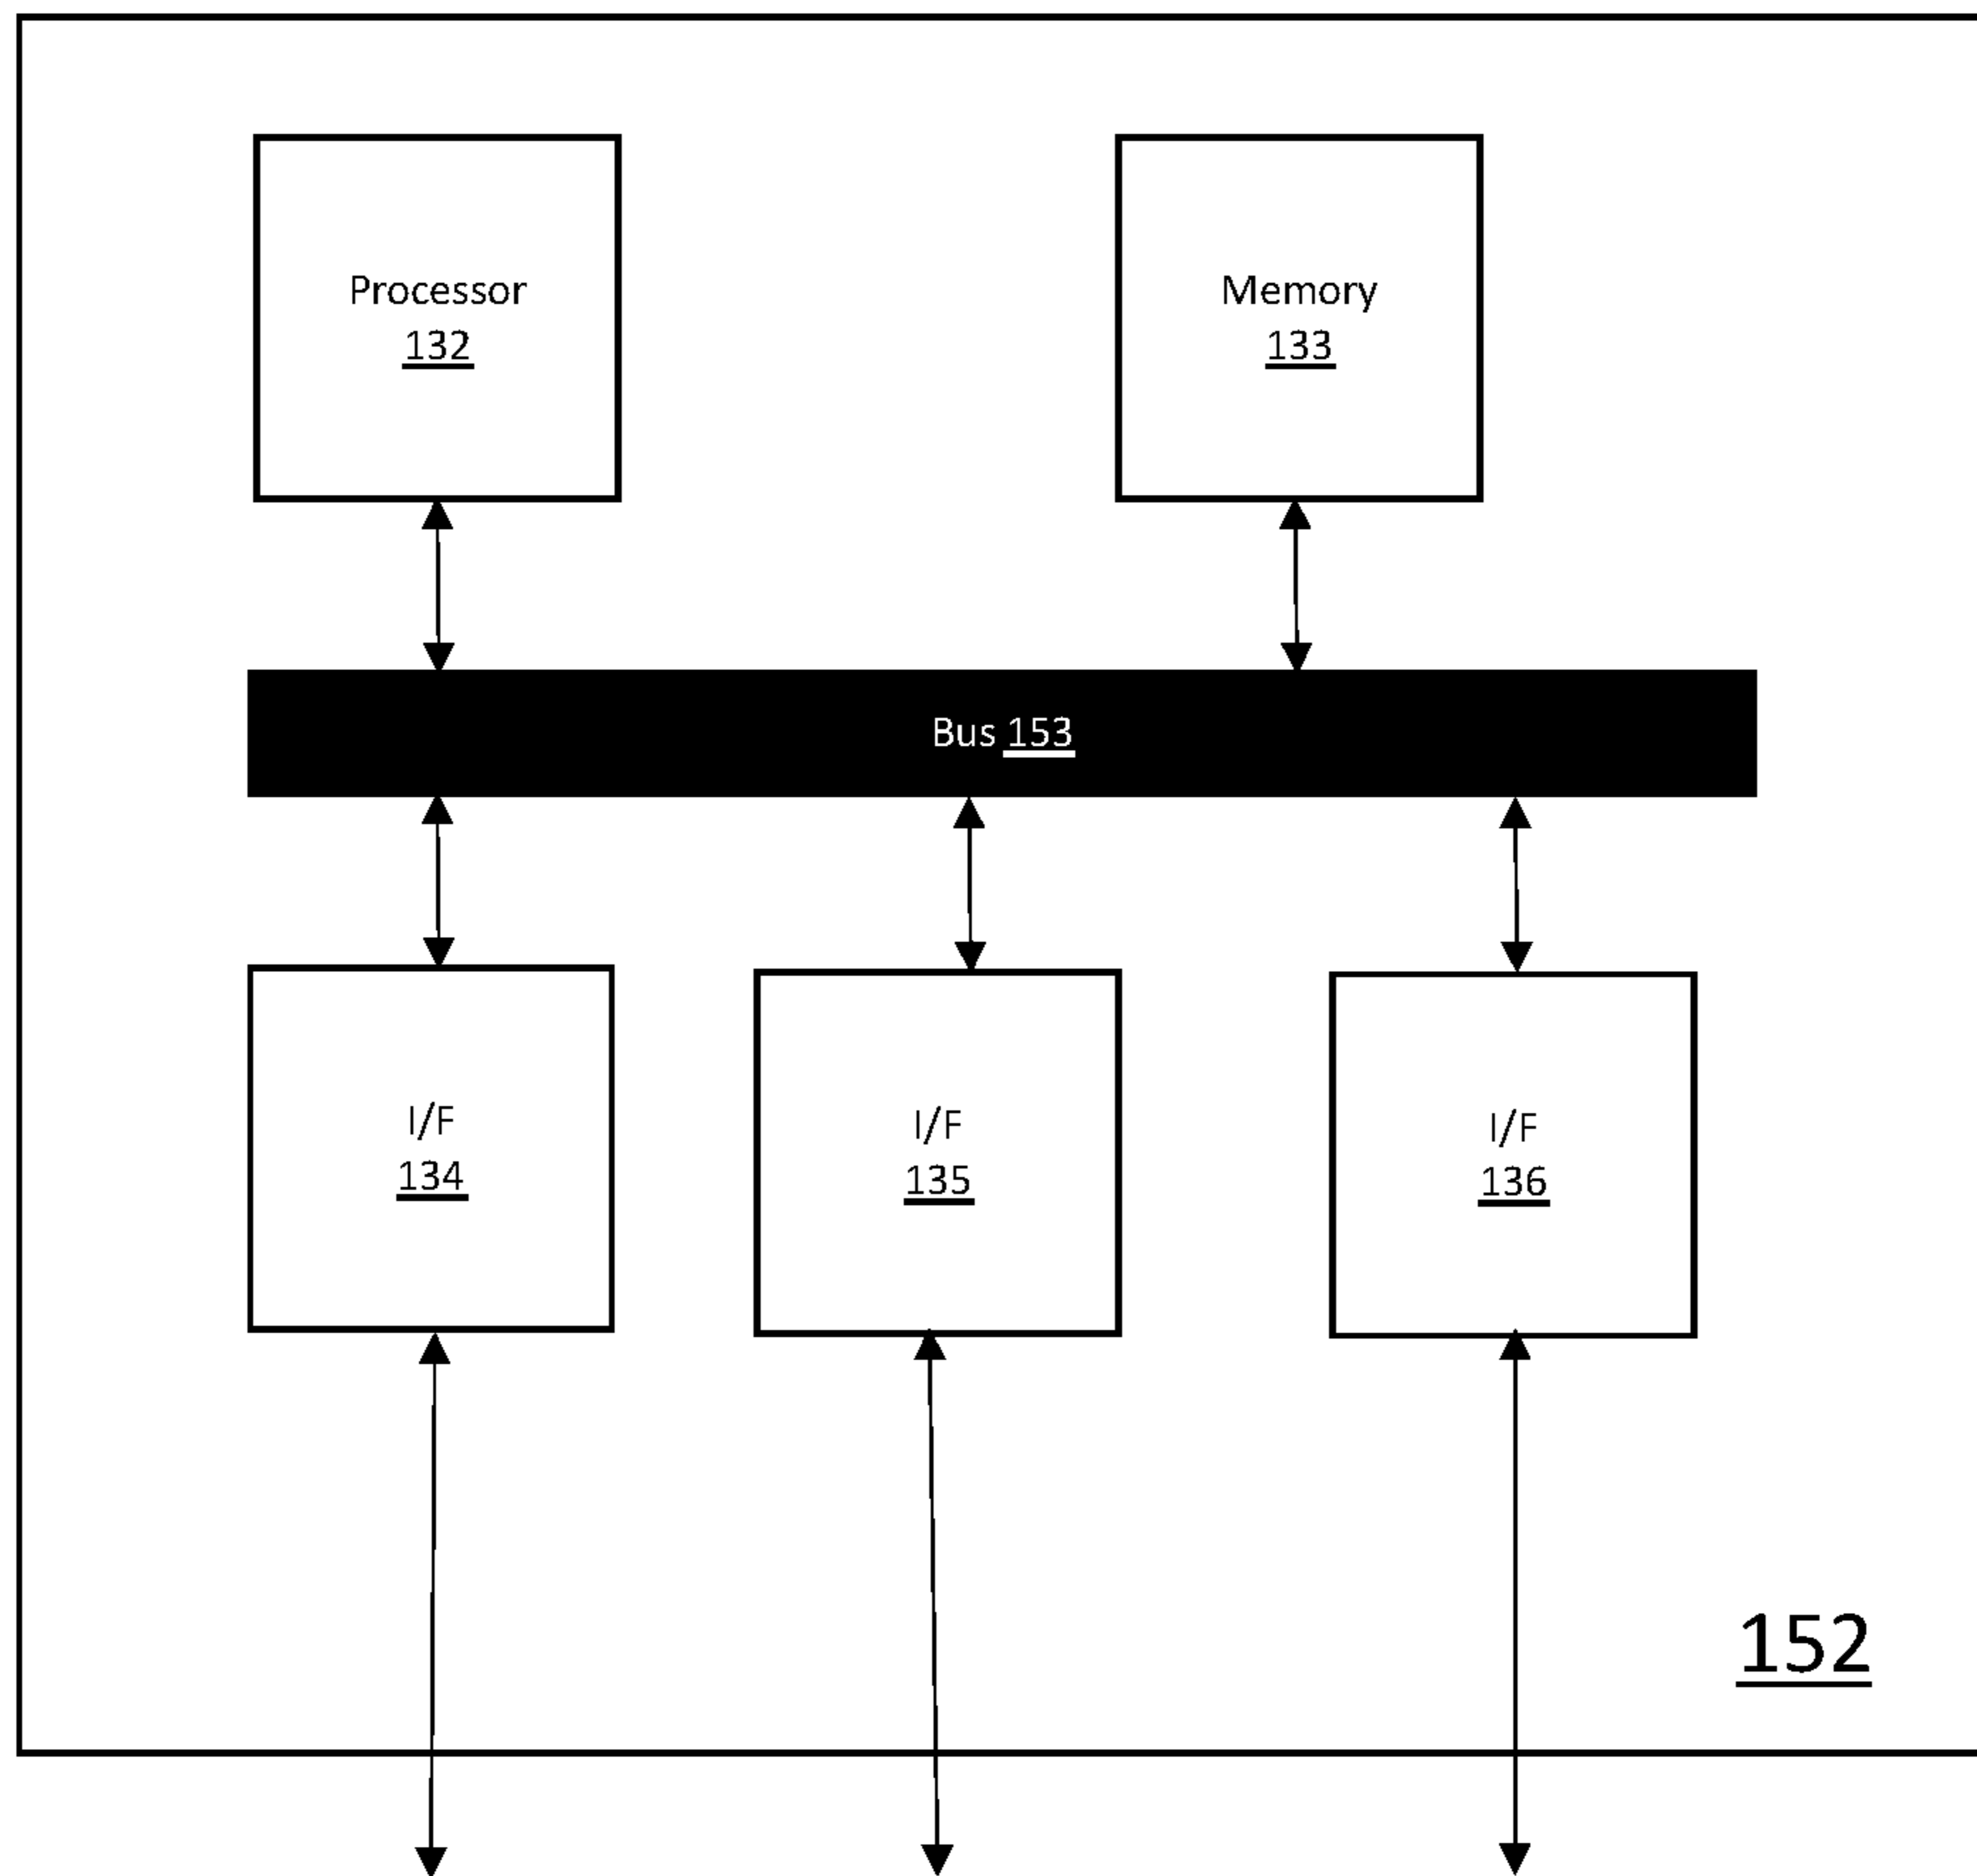 Processor
132
Memory
133
Bus 153
I/F
134
I/F
135
I/F
136
152